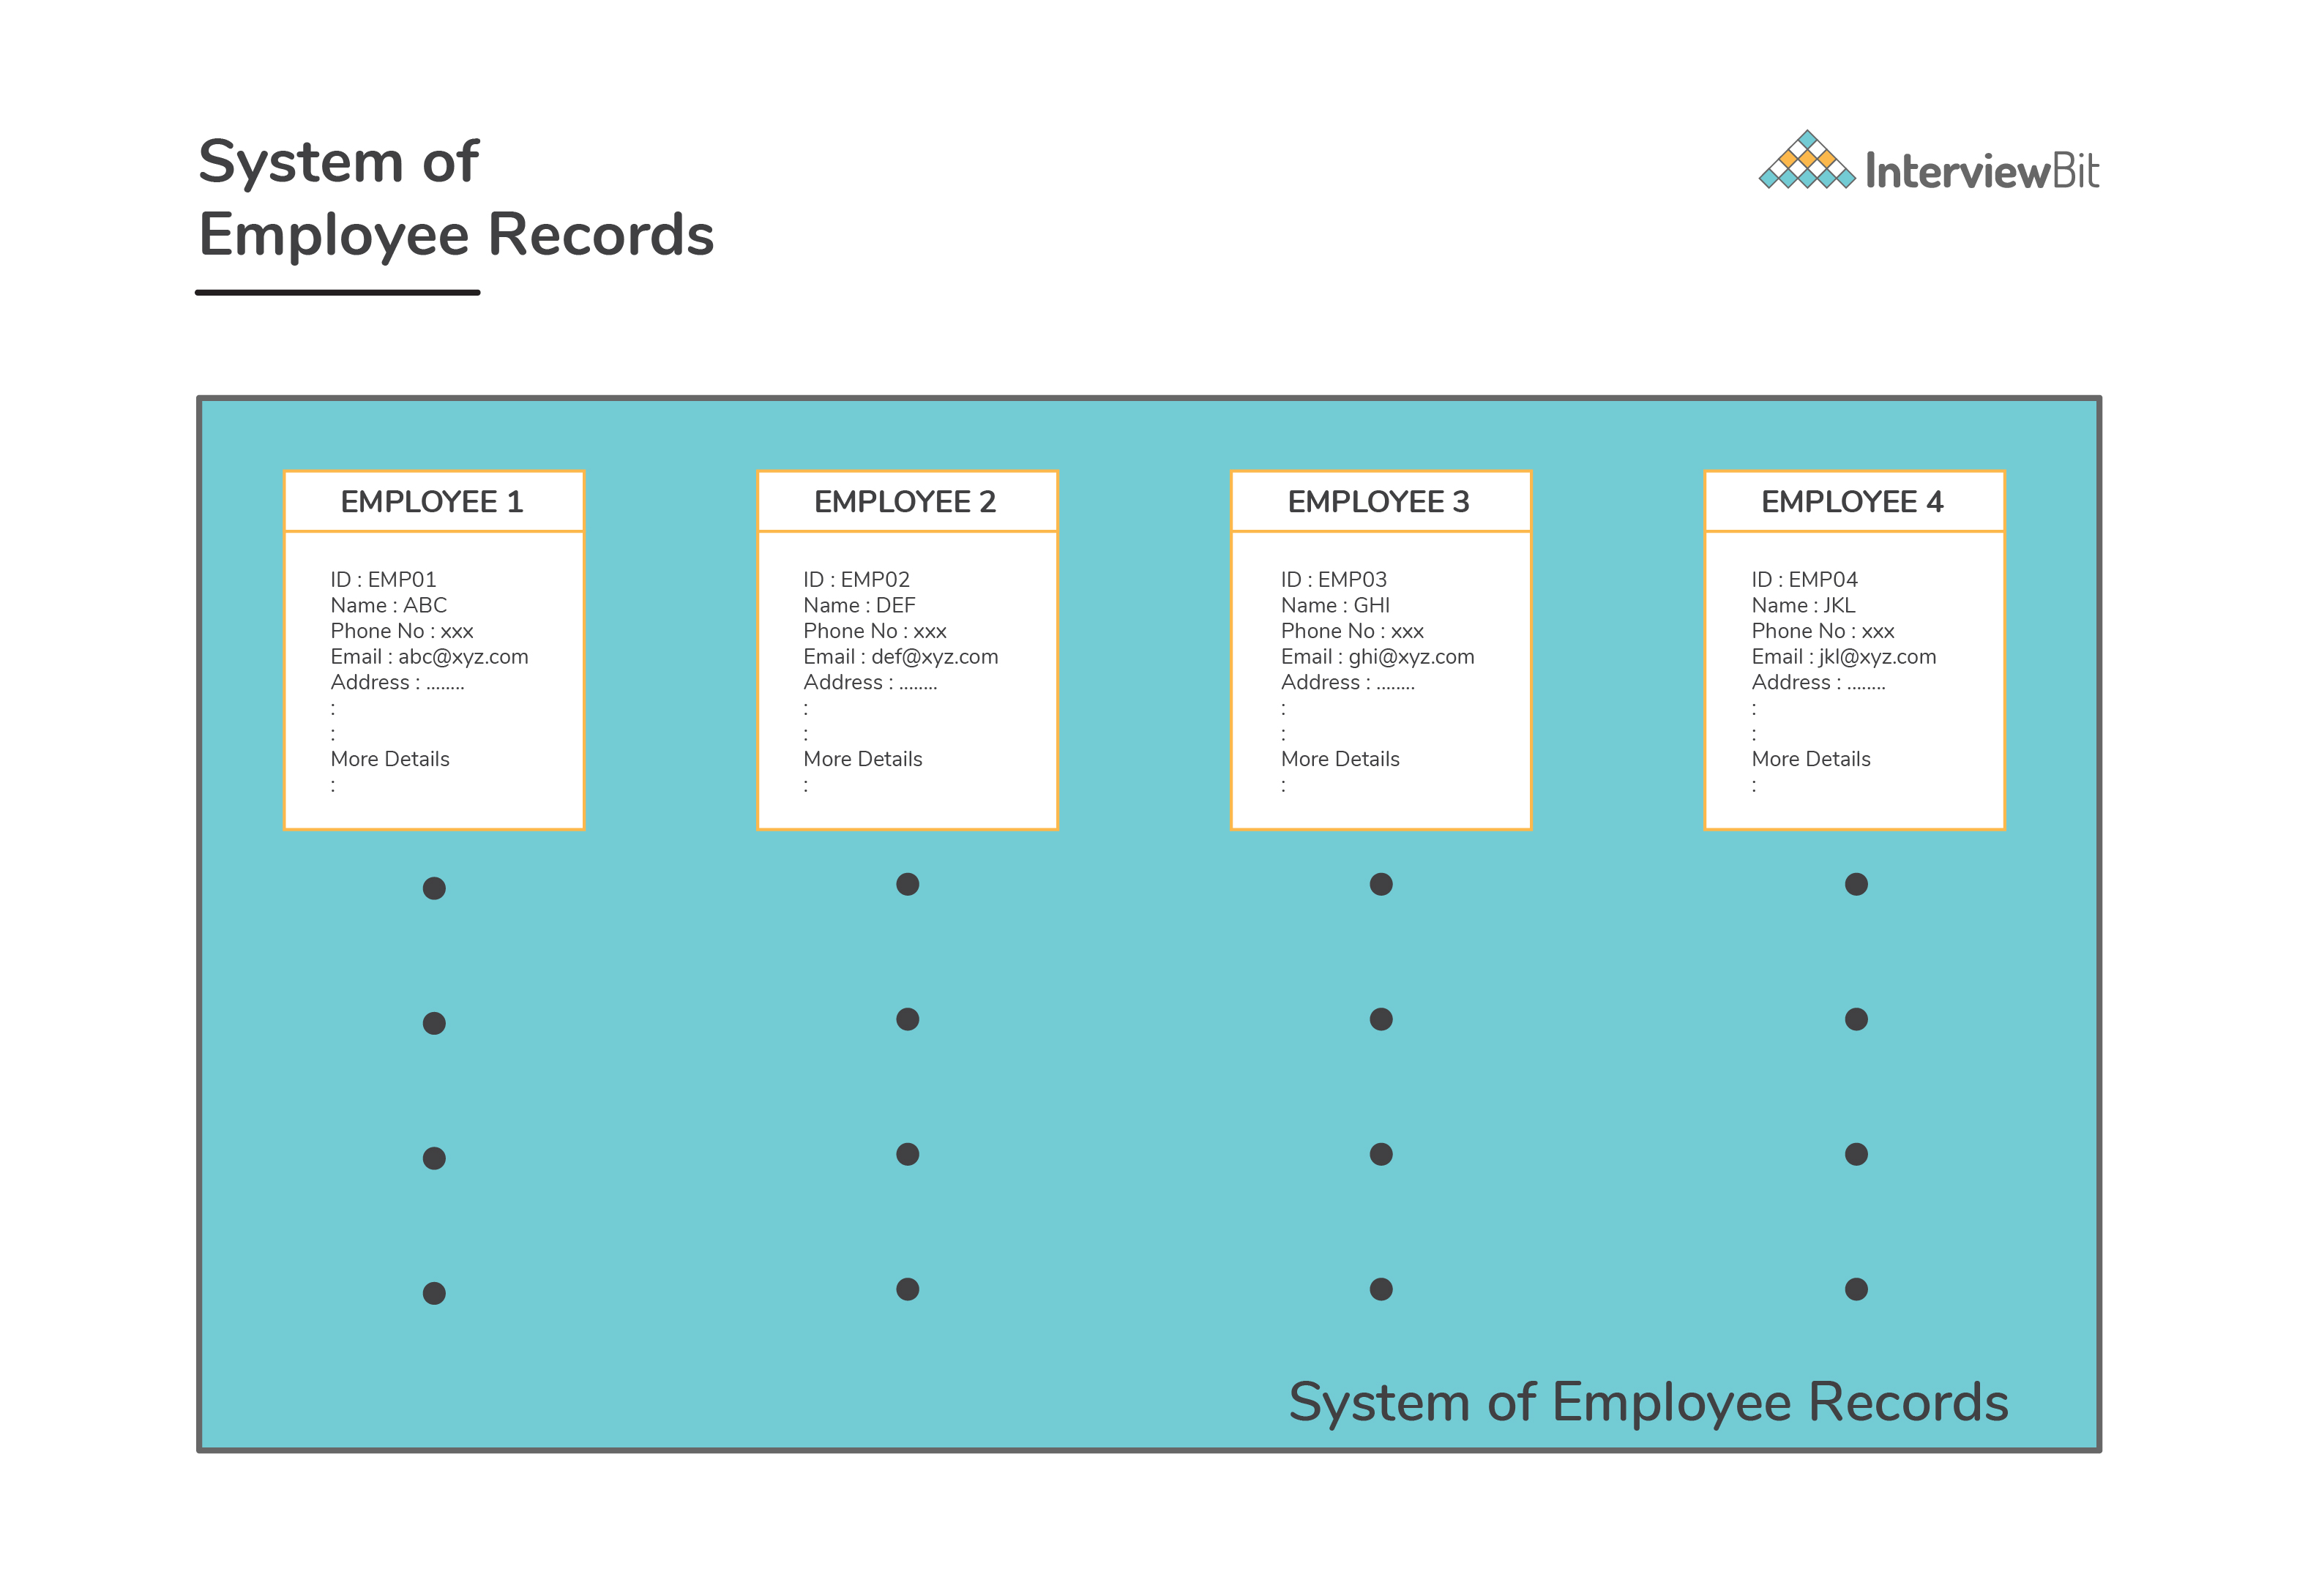 System of
Employee Records
InterviewBit
EMPLOYEE 1
ID : EMP01
Name : ABC
Phone No : xxx
Email : abc@xyz.com
Address : ........
:
:
More Details
:
EMPLOYEE 2
ID : EMP02
Name : DEF
Phone No : xxx
Email : def@xyz.com
Address : ........
:
:
More Details
:
EMPLOYEE 3
ID : EMP03
Name : GHI
Phone No : xxx
Email : ghi@xyz.com
Address : ........
:
:
More Details
:
EMPLOYEE 4
ID : EMP04
Name : JKL
Phone No : xxx
Email : jkl@xyz.com
Address : ........
:
:
More Details
:
System of Employee Records